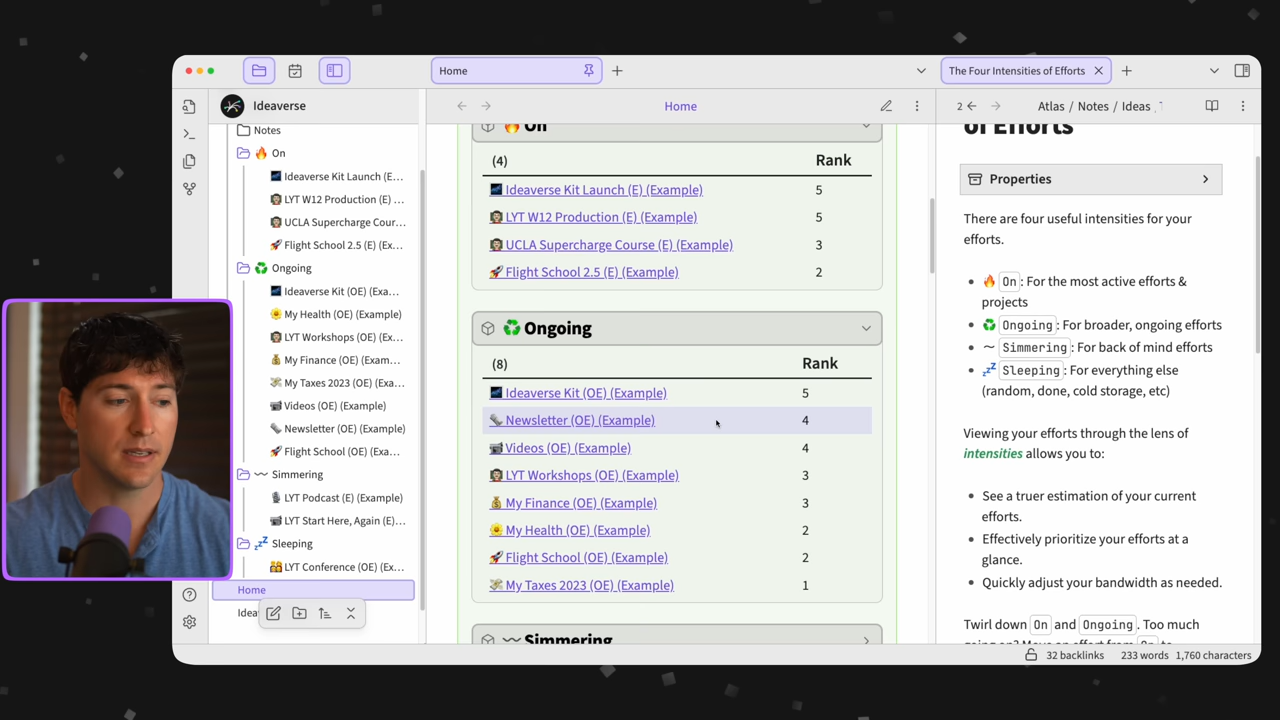 Home
The Four Intensities of Efforts
Ideaverse
Notes
🔥 On
Ideaverse Kit Launch (E...
LYT W12 Production (E) ...
UCLA Supercharge Cour...
Flight School 2.5 (E) (Ex...
♻️ Ongoing
Ideaverse Kit (OE) (Exa...
My Health (OE) (Example)
LYT Workshops (OE) (Ex...
My Finance (OE) (Exam...
My Taxes 2023 (OE) (Exa...
Videos (OE) (Example)
Newsletter (OE) (Example)
Flight School (OE) (Exa...
〰️ Simmering
LYT Podcast (E) (Example)
LYT Start Here, Again (E)...
💤 Sleeping
LYT Conference (OE) (Ex...
Home
Idea
Home
🔥 On
(4) Rank
Ideaverse Kit Launch (E) (Example) 5
LYT W12 Production (E) (Example) 5
UCLA Supercharge Course (E) (Example) 3
Flight School 2.5 (E) (Example) 2
♻️ Ongoing
(8) Rank
Ideaverse Kit (OE) (Example) 5
Newsletter (OE) (Example) 4
Videos (OE) (Example) 4
LYT Workshops (OE) (Example) 3
My Finance (OE) (Example) 3
My Health (OE) (Example) 2
Flight School (OE) (Example) 2
My Taxes 2023 (OE) (Example) 1
〰️ Simmering
2 Atlas / Notes / Ideas
of Efforts
Properties
There are four useful intensities for your
efforts.
• 🔥 On: For the most active efforts &
projects
• ♻️ Ongoing: For broader, ongoing efforts
• 〰️ Simmering: For back of mind efforts
• 💤 Sleeping: For everything else
(random, done, cold storage, etc)
Viewing your efforts through the lens of
intensities allows you to:
• See a truer estimation of your current
efforts.
• Effectively prioritize your efforts at a
glance.
• Quickly adjust your bandwidth as needed.
Twirl down On and Ongoing. Too much
going on? Move an effort from On to
32 backlinks 233 words 1,760 characters